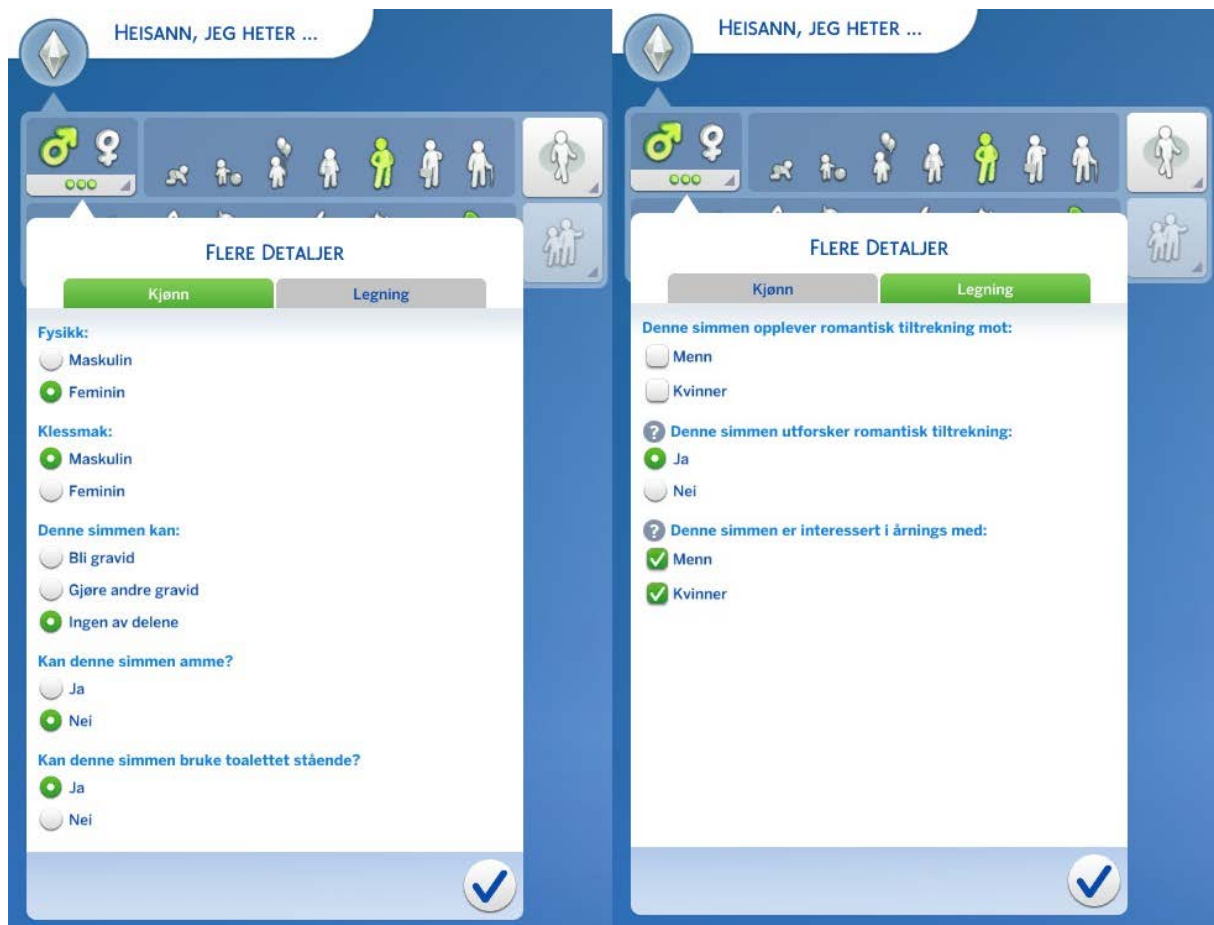 HEISANN, JEG HETER ...
FLERE DETALJER
Kjønn
Legning
Fysikk:
Maskulin
Feminin
Klessmak:
Maskulin
Feminin
Denne simmen kan:
Bli gravid
Gjøre andre gravid
Ingen av delene
Kan denne simmen amme?
Ja
Nei
Kan denne simmen bruke toalettet stående?
Ja
Nei
HEISANN, JEG HETER ...
FLERE DETALJER
Kjønn
Legning
Denne simmen opplever romantisk tiltrekning mot:
Menn
Kvinner
? Denne simmen utforsker romantisk tiltrekning:
Ja
Nei
? Denne simmen er interessert i årnings med:
Menn
Kvinner